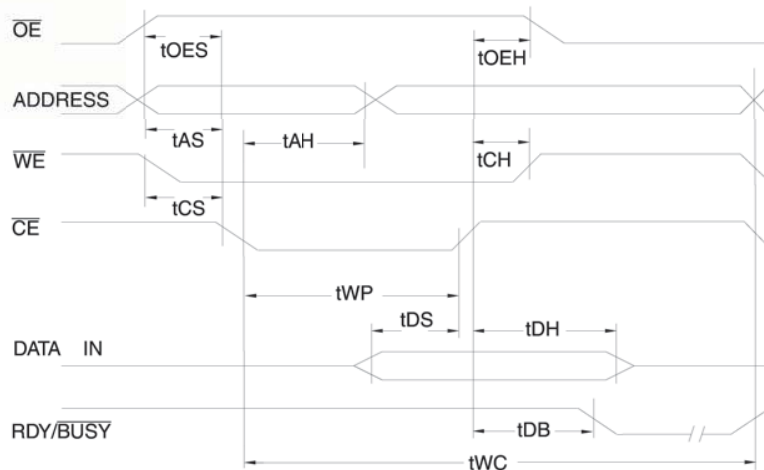 OE
tOES
tOEH
ADDRESS
tAS
tAH
tCH
WE
tCS
CE
tWP
tDS
tDH
DATA IN
tDB
RDY/BUSY
tWC